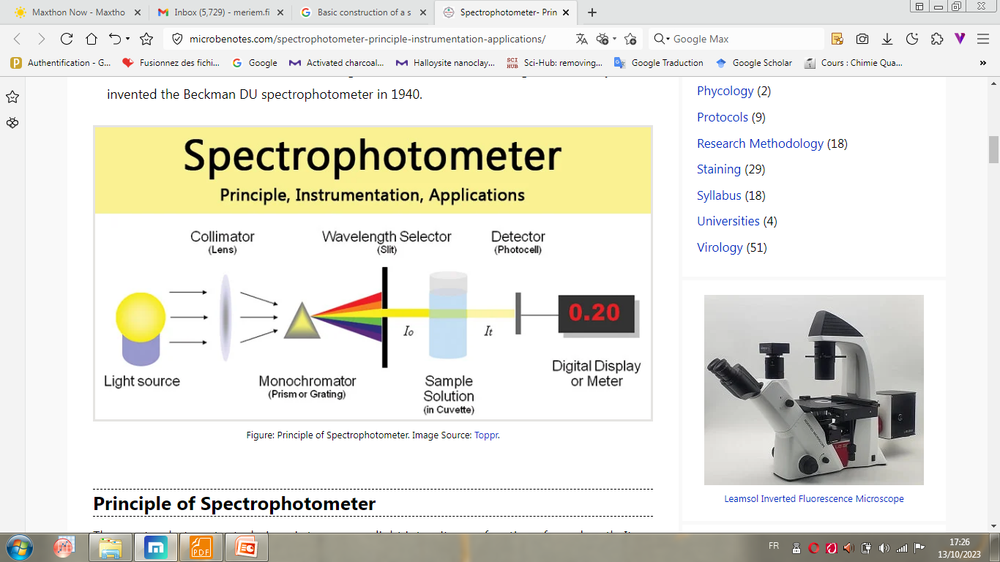 Maxthon Now - Maxtho
Inbox (5,729) - meriem.fi
Basic construction of a s
Spectrophotometer- Prin
microbenotes.com/spectrophotometer-principle-instrumentation-applications/
Google Max
Authentification - G...
Fusionnez des fichi...
Google
Activated charcoal...
Halloysite nanoclay...
SCI HUB
Sci-Hub: removing...
Google Traduction
Google Scholar
Cours : Chimie Qua...
invented the Beckman DU spectrophotometer in 1940.
Spectrophotometer
Principle, Instrumentation, Applications
Collimator
(Lens)
Wavelength Selector
(Slit)
Detector
(Photocell)
0.20
Io
It
Light source
Monochromator
(Prism or Grating)
Sample
Solution
(in Cuvette)
Digital Display
or Meter
Figure: Principle of Spectrophotometer. Image Source: Toppr.
Principle of Spectrophotometer
Phycology (2)
Protocols (9)
Research Methodology (18)
Staining (29)
Syllabus (18)
Universities (4)
Virology (51)
Leamsol Inverted Fluorescence Microscope
PDF
FR
17:26
13/10/2023